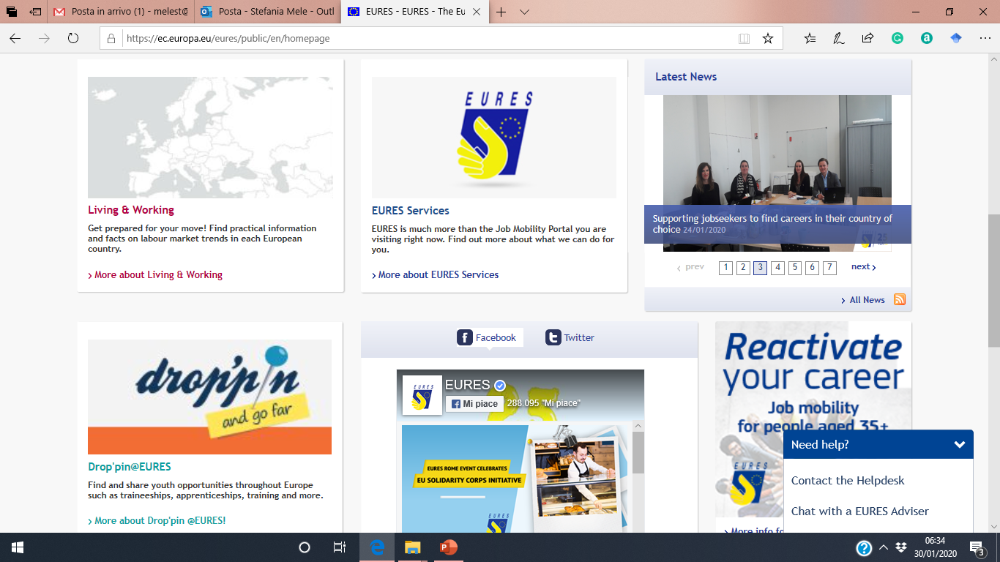 Posta in arrivo (1) - melest@
Posta - Stefania Mele - Outl
EURES - EURES - The Eu
https://ec.europa.eu/eures/public/en/homepage
Living & Working
Get prepared for your move! Find practical information
and facts on labour market trends in each European
country.
More about Living & Working
EURES
EURES Services
EURES is much more than the Job Mobility Portal you are
visiting right now. Find out more about what we can do for
you.
More about EURES Services
Latest News
Supporting jobseekers to find careers in their country of
choice 24/01/2020
25
prev 1 2 3 4 5 6 7 next
All News
drop'pin
and go far
Drop'pin@EURES
Find and share youth opportunities throughout Europe
such as traineeships, apprenticeships, training and more.
More about Drop'pin @EURES!
Facebook Twitter
EURES
EURES
Mi piace 288.095 "Mi piace"
EURES ROME EVENT CELEBRATES
EU SOLIDARITY CORPS INITIATIVE
EURES
Reactivate
your career
Job mobility
for people aged 35+
EURES
More info fo
Need help?
Contact the Helpdesk
Chat with a EURES Adviser
06:34
30/01/2020
3